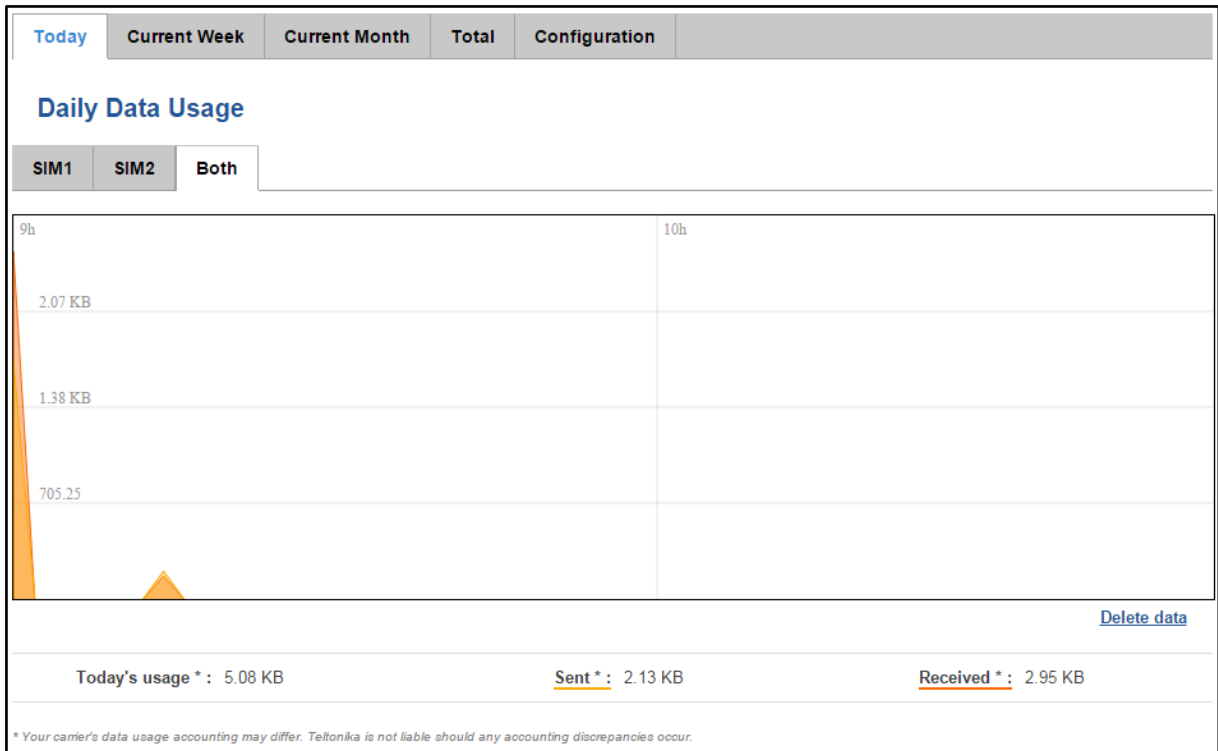 Today Current Week Current Month Total Configuration
Daily Data Usage
SIM1 SIM2 Both
9h 10h
2.07 KB
1.38 KB
705.25
Delete data
Today's usage * : 5.08 KB Sent * : 2.13 KB Received * : 2.95 KB
* Your carrier's data usage accounting may differ. Teltonika is not liable should any accounting discrepancies occur.